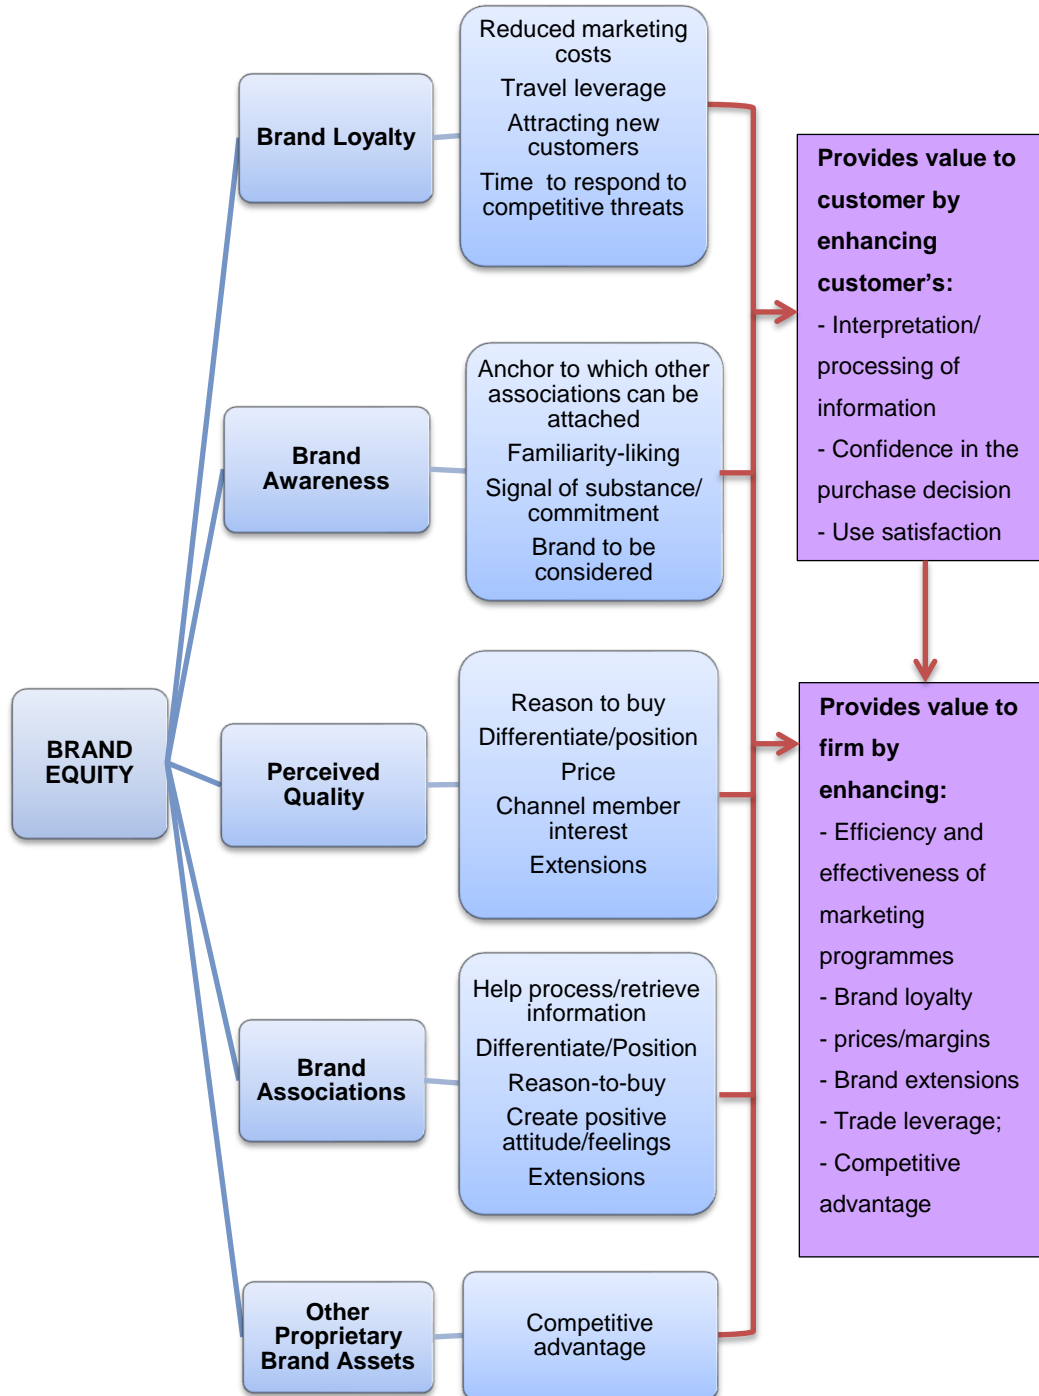 BRAND
EQUITY
Brand Loyalty
Reduced marketing
costs
Travel leverage
Attracting new
customers
Time  to respond to
competitive threats
Brand
Awareness
Anchor to which other
associations can be
attached
Familiarity-liking
Signal of substance/
commitment
Brand to be
considered
Perceived
Quality
Reason to buy
Differentiate/position
Price
Channel member
interest
Extensions
Brand
Associations
Help process/retrieve
information
Differentiate/Position
Reason-to-buy
Create positive
attitude/feelings
Extensions
Other
Proprietary
Brand Assets
Competitive
advantage
Provides value to
customer by
enhancing
customer’s:
- Interpretation/
processing of
information
- Confidence in the
purchase decision
- Use satisfaction
Provides value to
firm by
enhancing:
- Efficiency and
effectiveness of
marketing
programmes
- Brand loyalty
- prices/margins
- Brand extensions
- Trade leverage;
- Competitive
advantage